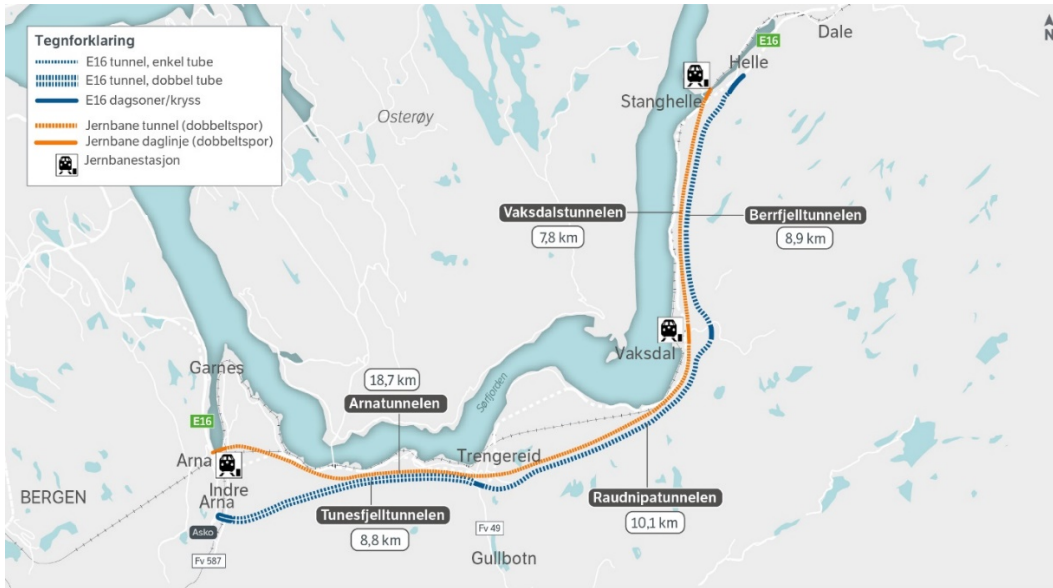 Tegnforklaring
E16 tunnel, enkel tube
E16 tunnel, dobbel tube
E16 dagsoner/kryss
Jernbane tunnel (dobbeltspor)
Jernbane daglinje (dobbeltspor)
Jernbanestasjon
N
E16
Dale
Helle
Stanghelle
Osterøy
Vaksdalstunnelen
7,8 km
Berrfjelltunnelen
8,9 km
Vaksdal
Garnes
18,7 km
Arnatunnelen
Sørfjorden
E16
Arna
Trengereid
Indre
Arna
BERGEN
Raudnipatunnelen
10,1 km
Tunesfjelltunnelen
8,8 km
Asko
Fv 49
Fv 587
Gullbotn